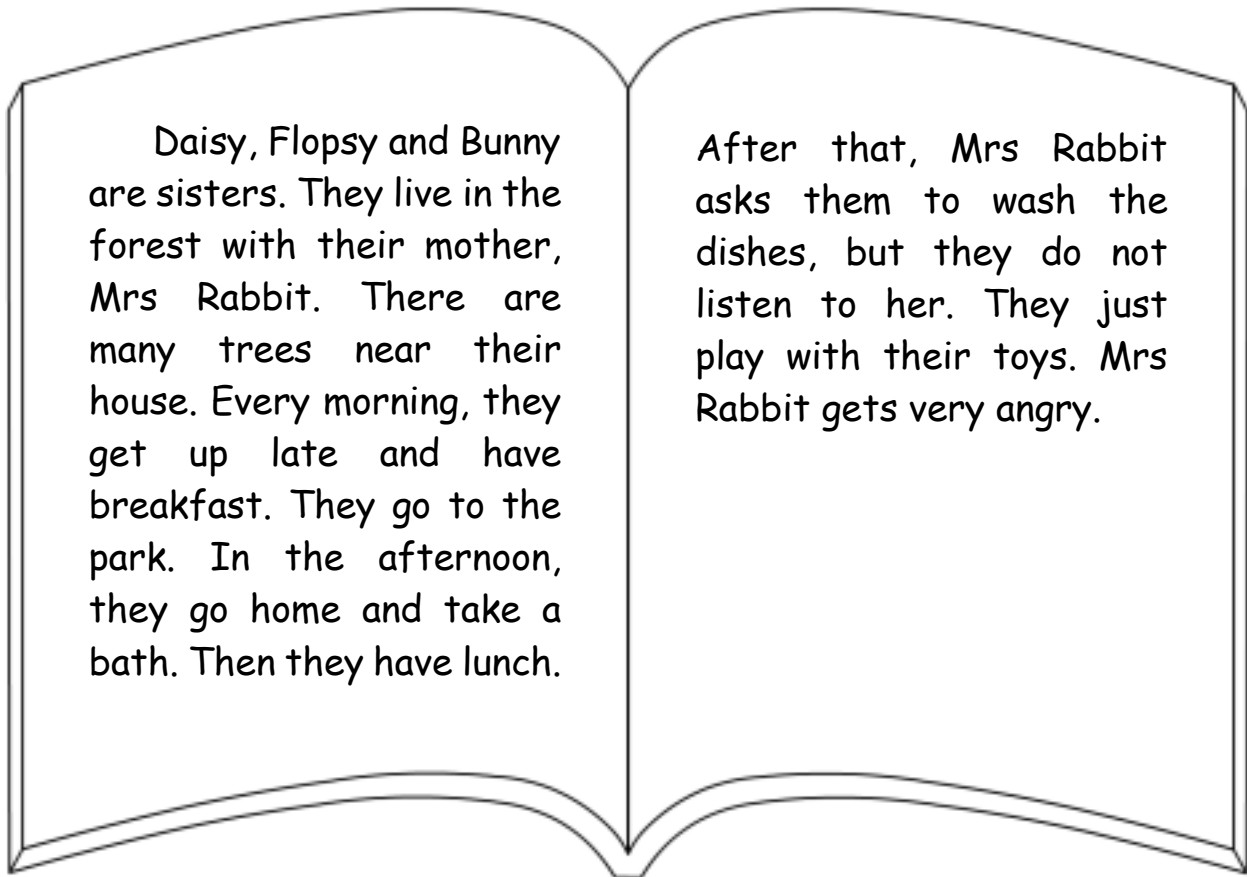 Daisy, Flopsy and Bunny
are sisters. They live in the
forest with their mother,
Mrs Rabbit. There are
many trees near their
house. Every morning, they
get up late and have
breakfast. They go to the
park. In the afternoon,
they go home and take a
bath. Then they have lunch.
After that, Mrs Rabbit
asks them to wash the
dishes, but they do not
listen to her. They just
play with their toys. Mrs
Rabbit gets very angry.